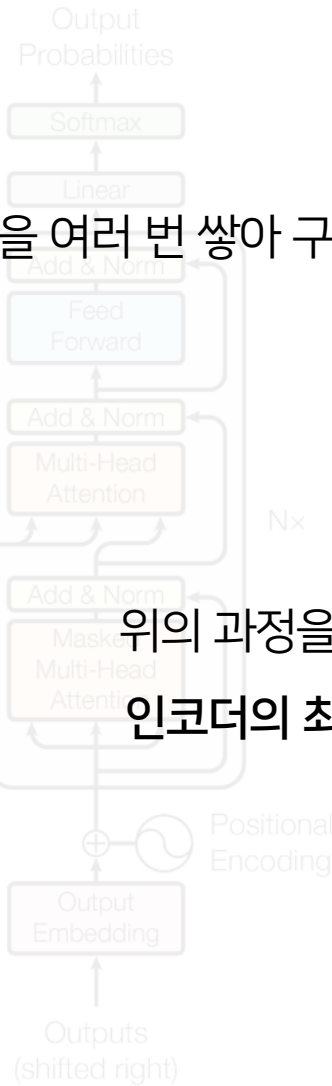 Output
Probabilities
Softmax
Linear
을 여러 번 쌓아 구
Add & Norm
Feed
Forward
Add & Norm
Multi-Head
Attention
N×
Add & Norm
위의 과정을
Masked
Multi-Head
Attention
인코더의 최
Positional
Encoding
Output
Embedding
Outputs
(shifted right)